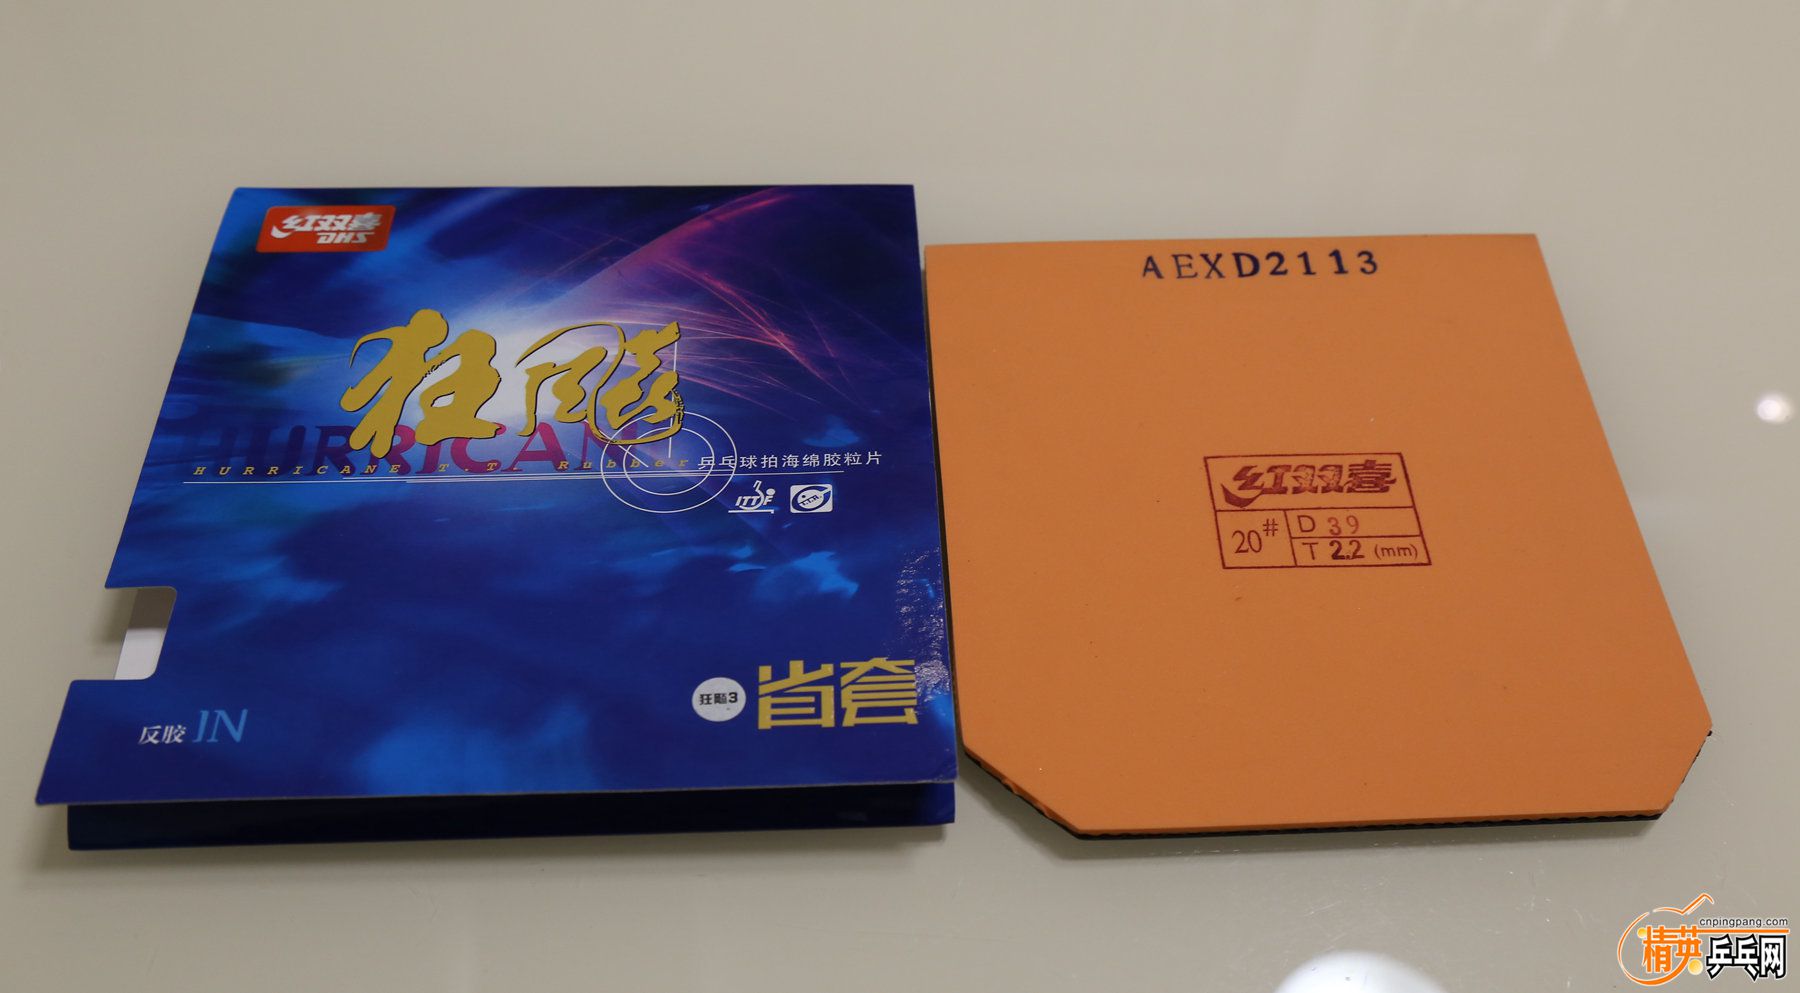 红双喜
DHS
狂飚
HURRICAN
HURRICANE T.T Rubber 乒乓球拍海绵胶粒片
ITTF
狂飚3
省套
反胶 IN
AEXD2113
红双喜
20# D 39
T 2.2 (mm)
cnpingpang.com
精英乒乓网